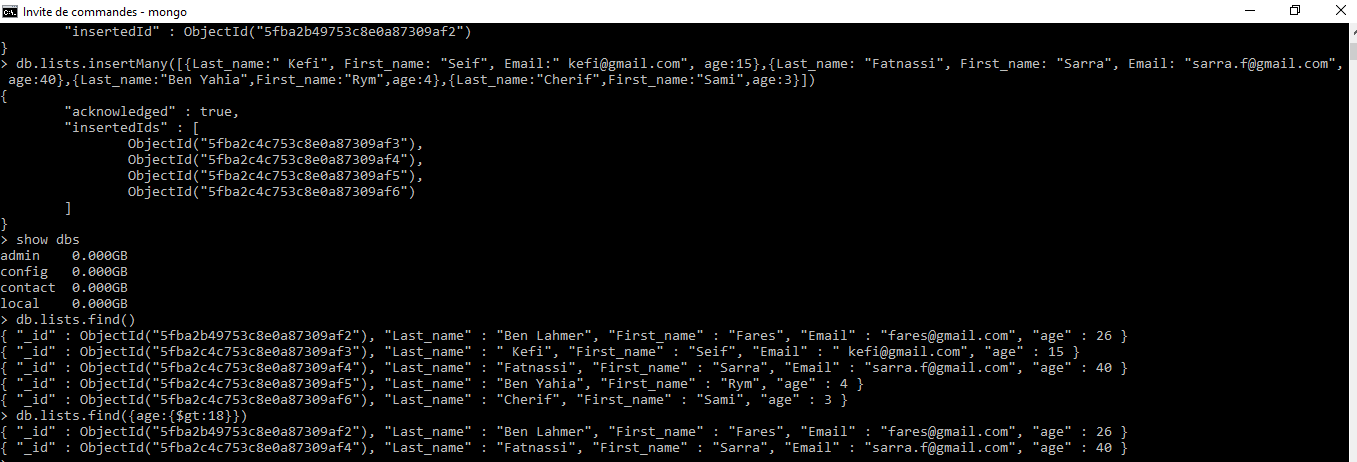 Invite de commandes - mongo
"insertedId" : ObjectId("5fba2b49753c8e0a87309af2")
}
> db.lists.insertMany([{Last_name:" Kefi", First_name: "Seif", Email:" kefi@gmail.com", age:15},{Last_name: "Fatnassi", First_name: "Sarra", Email: "sarra.f@gmail.com",
age:40},{Last_name:"Ben Yahia",First_name:"Rym",age:4},{Last_name:"Cherif",First_name:"Sami",age:3}])
{
"acknowledged" : true,
"insertedIds" : [
ObjectId("5fba2c4c753c8e0a87309af3"),
ObjectId("5fba2c4c753c8e0a87309af4"),
ObjectId("5fba2c4c753c8e0a87309af5"),
ObjectId("5fba2c4c753c8e0a87309af6")
]
}
> show dbs
admin    0.000GB
config   0.000GB
contact  0.000GB
local    0.000GB
> db.lists.find()
{ "_id" : ObjectId("5fba2b49753c8e0a87309af2"), "Last_name" : "Ben Lahmer", "First_name" : "Fares", "Email" : "fares@gmail.com", "age" : 26 }
{ "_id" : ObjectId("5fba2c4c753c8e0a87309af3"), "Last_name" : " Kefi", "First_name" : "Seif", "Email" : " kefi@gmail.com", "age" : 15 }
{ "_id" : ObjectId("5fba2c4c753c8e0a87309af4"), "Last_name" : "Fatnassi", "First_name" : "Sarra", "Email" : "sarra.f@gmail.com", "age" : 40 }
{ "_id" : ObjectId("5fba2c4c753c8e0a87309af5"), "Last_name" : "Ben Yahia", "First_name" : "Rym", "age" : 4 }
{ "_id" : ObjectId("5fba2c4c753c8e0a87309af6"), "Last_name" : "Cherif", "First_name" : "Sami", "age" : 3 }
> db.lists.find({age:{$gt:18}})
{ "_id" : ObjectId("5fba2b49753c8e0a87309af2"), "Last_name" : "Ben Lahmer", "First_name" : "Fares", "Email" : "fares@gmail.com", "age" : 26 }
{ "_id" : ObjectId("5fba2c4c753c8e0a87309af4"), "Last_name" : "Fatnassi", "First_name" : "Sarra", "Email" : "sarra.f@gmail.com", "age" : 40 }